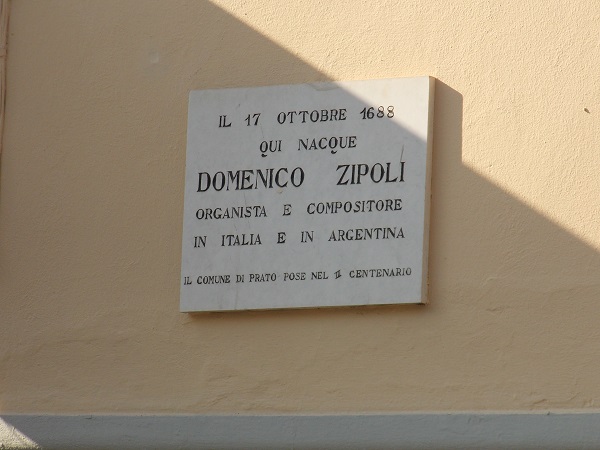 IL 17 OTTOBRE 1688
QUI NACQUE
DOMENICO ZIPOLI
ORGANISTA E COMPOSITORE
IN ITALIA E IN ARGENTINA
IL COMUNE DI PRATO POSE NEL CENTENARIO